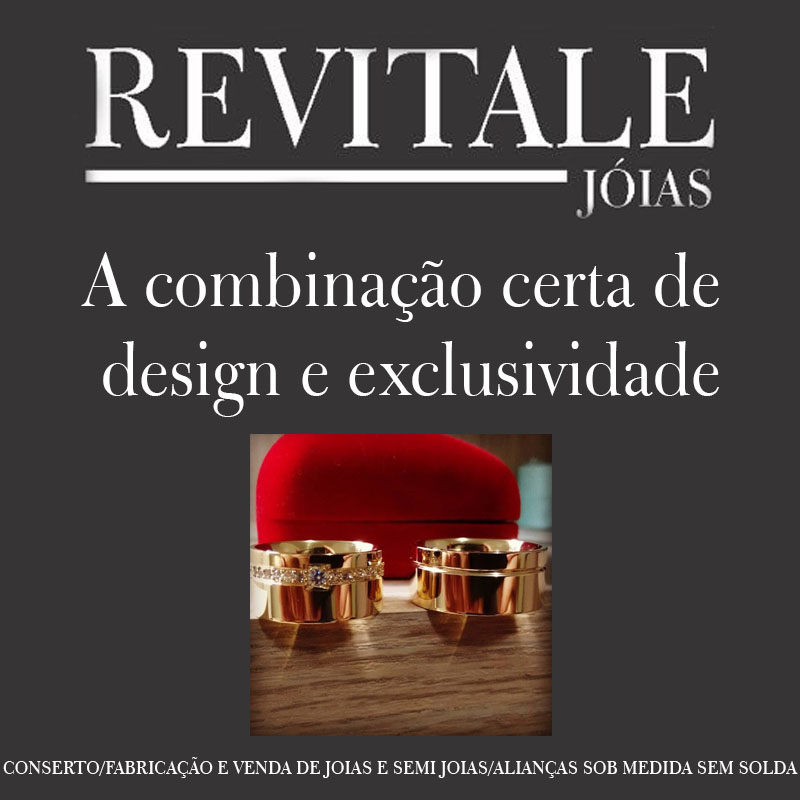 REVITALE
JÓIAS
A combinação certa de
design e exclusividade
CONSERTO/FABRICAÇÃO E VENDA DE JOIAS E SEMI JOIAS/ALIANÇAS SOB MEDIDA SEM SOLDA